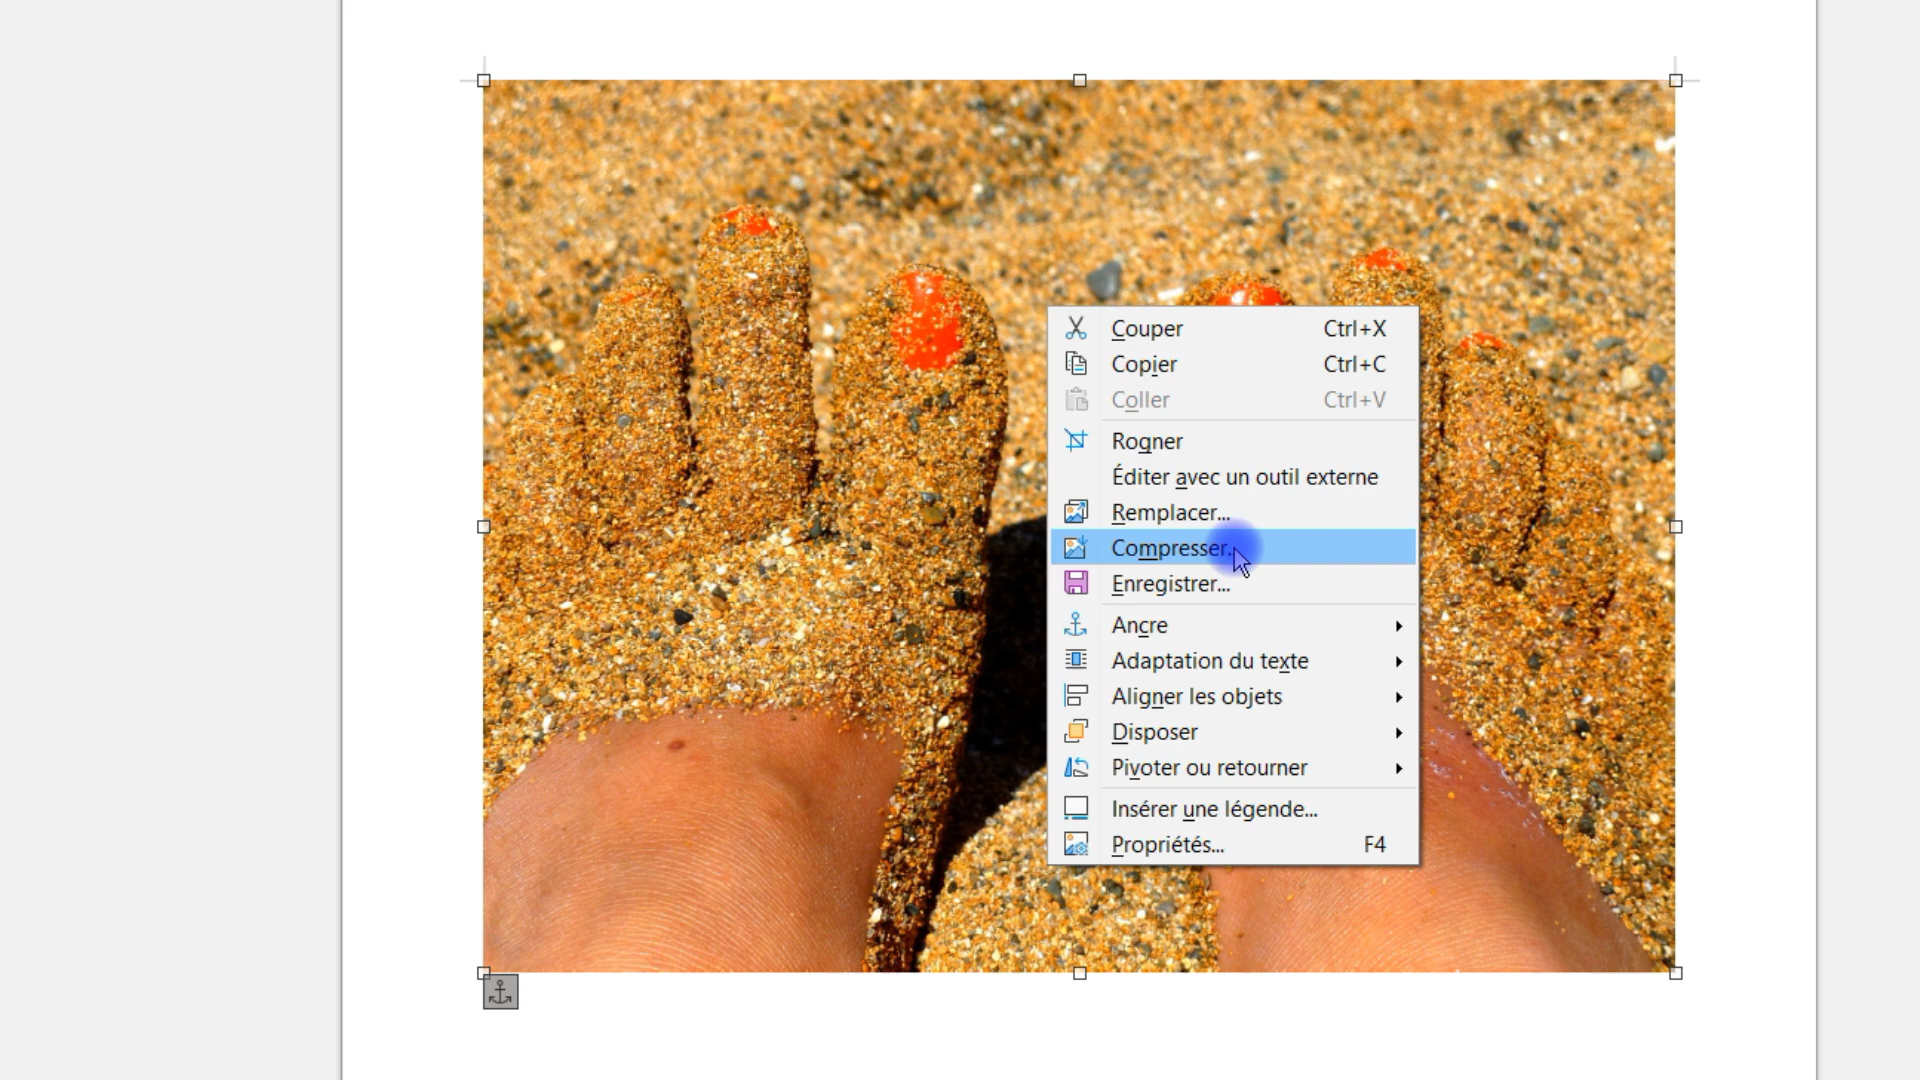 Couper Ctrl+X
Copier Ctrl+C
Coller Ctrl+V
Rogner
Éditer avec un outil externe
Remplacer...
Compresser...
Enregistrer...
Ancre
Adaptation du texte
Aligner les objets
Disposer
Pivoter ou retourner
Insérer une légende...
Propriétés... F4